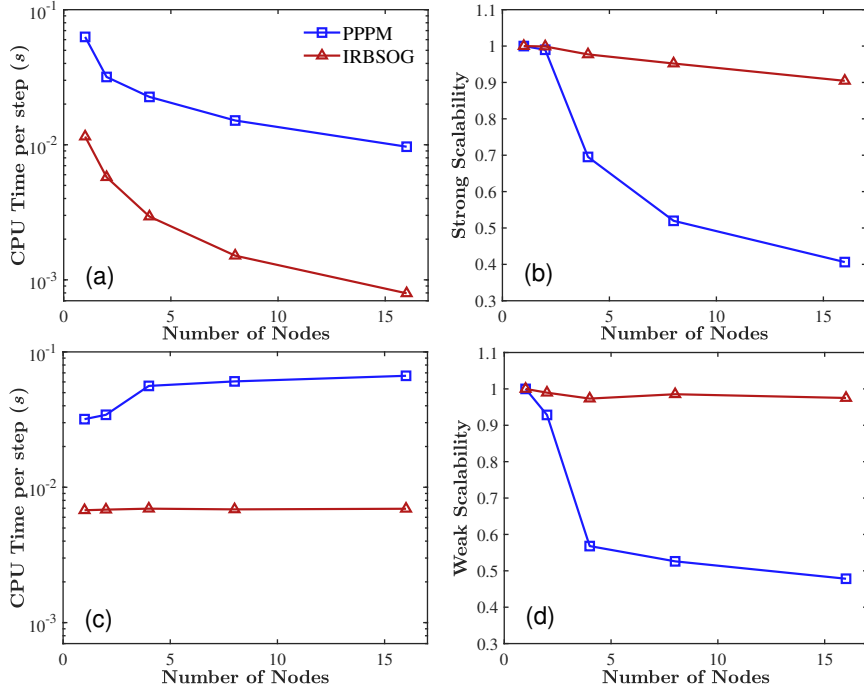 10^-1
10^-2
10^-3
CPU Time per step (s)
PPPM
IRBSOG
(a)
0 5 10 15
Number of Nodes
1.1
1
0.9
0.8
0.7
0.6
0.5
0.4
0.3
Strong Scalability
(b)
0 5 10 15
Number of Nodes
10^-1
10^-2
10^-3
CPU Time per step (s)
(c)
0 5 10 15
Number of Nodes
1.1
1
0.9
0.8
0.7
0.6
0.5
0.4
0.3
Weak Scalability
(d)
0 5 10 15
Number of Nodes